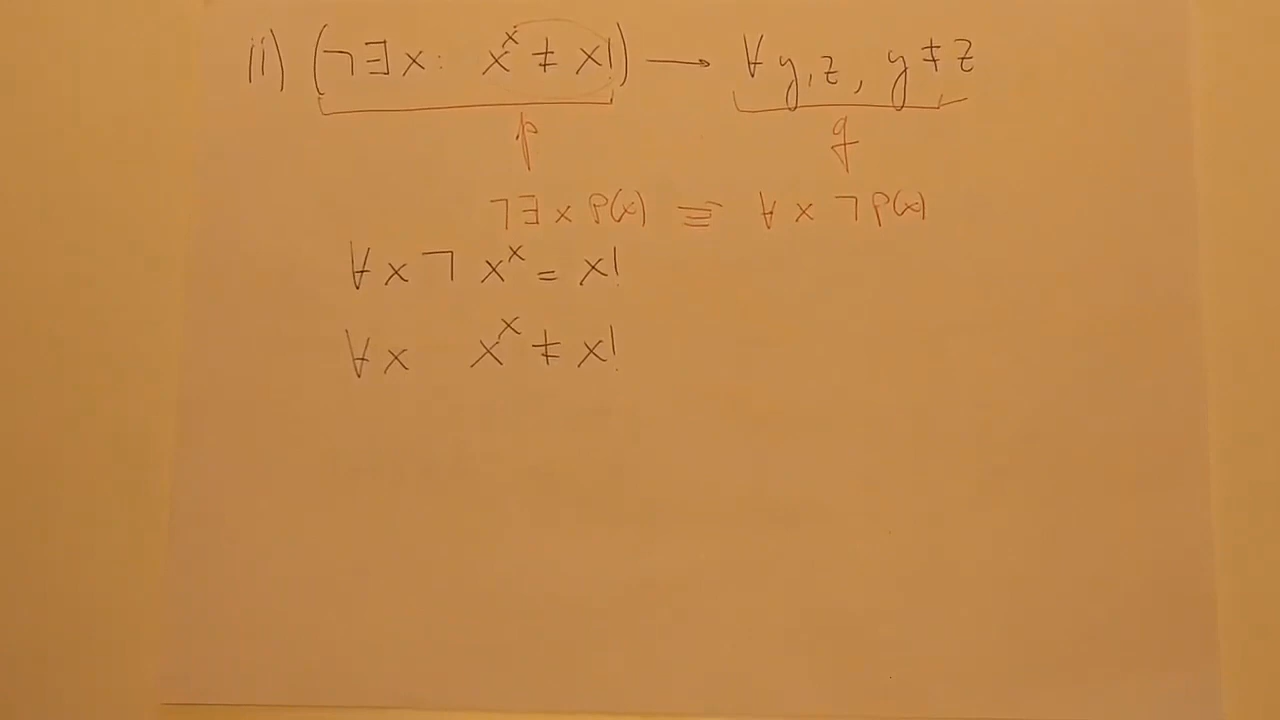 ii) (¬∃x: x^x ≠ x!) → ∀ y,z, y≠z
p q
¬∃ x P(x) ≡ ∀ x ¬ P(x)
∀ x ¬ x^x = x!
∀ x x^x ≠ x!